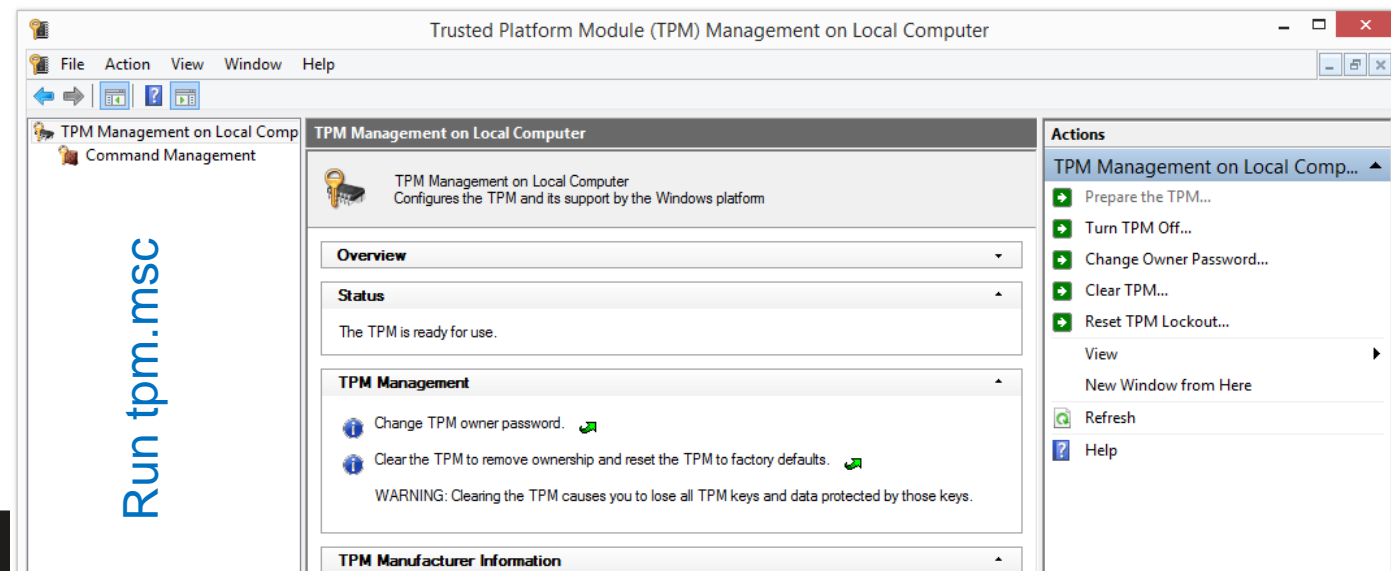 Trusted Platform Module (TPM) Management on Local Computer
File Action View Window Help
TPM Management on Local Comp
Command Management
Run tpm.msc
TPM Management on Local Computer
TPM Management on Local Computer
Configures the TPM and its support by the Windows platform
Overview
Status
The TPM is ready for use.
TPM Management
Change TPM owner password.
Clear the TPM to remove ownership and reset the TPM to factory defaults.
WARNING: Clearing the TPM causes you to lose all TPM keys and data protected by those keys.
TPM Manufacturer Information
Actions
TPM Management on Local Comp...
Prepare the TPM...
Turn TPM Off...
Change Owner Password...
Clear TPM...
Reset TPM Lockout...
View
New Window from Here
Refresh
Help